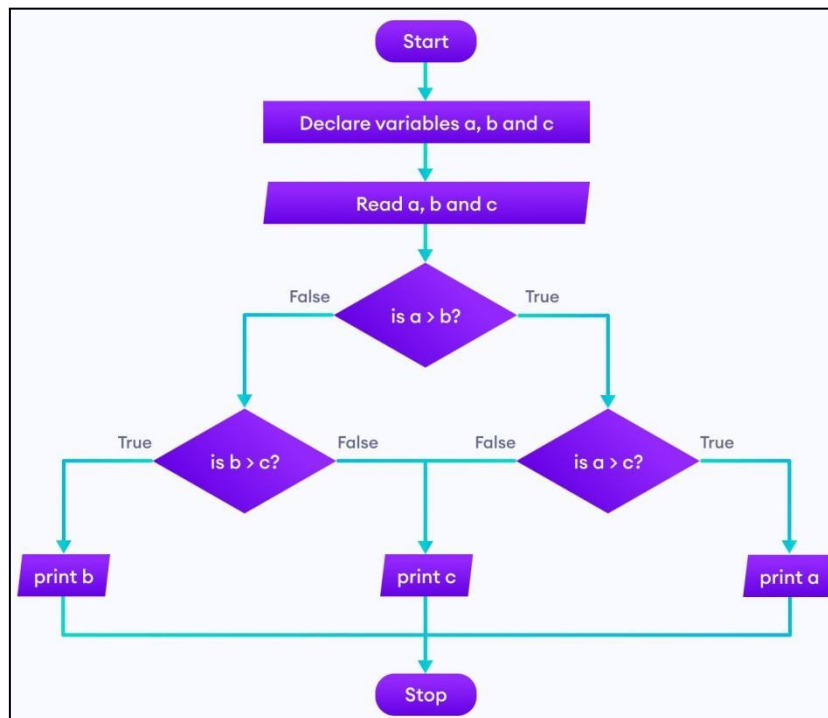 Start
Declare variables a, b and c
Read a, b and c
False
True
is a > b?
True
False
False
True
is b > c?
is a > c?
print b
print c
print a
Stop